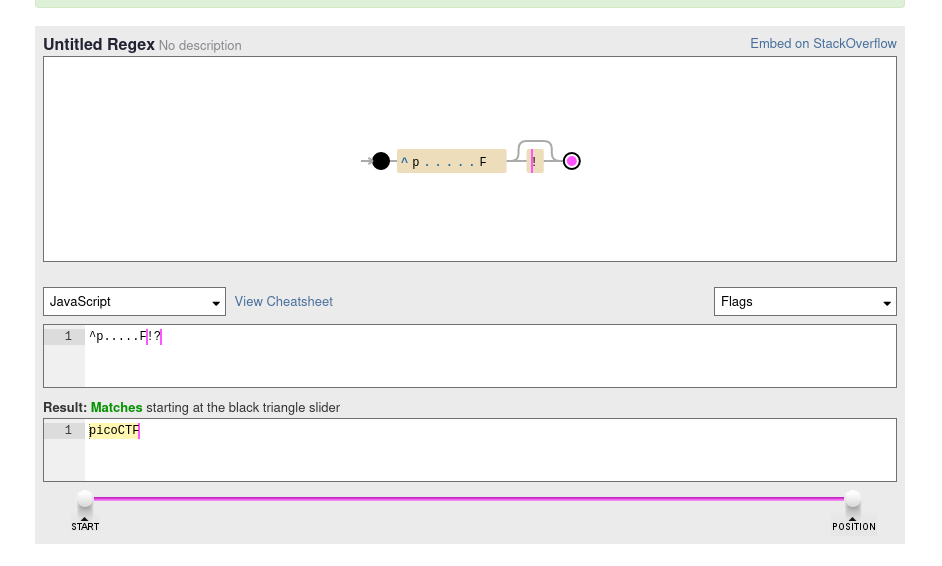 Untitled Regex No description Embed on StackOverflow
^p.....F !
JavaScript View Cheatsheet Flags
1 ^p.....F!?
Result: Matches starting at the black triangle slider
1 picoCTF
START POSITION